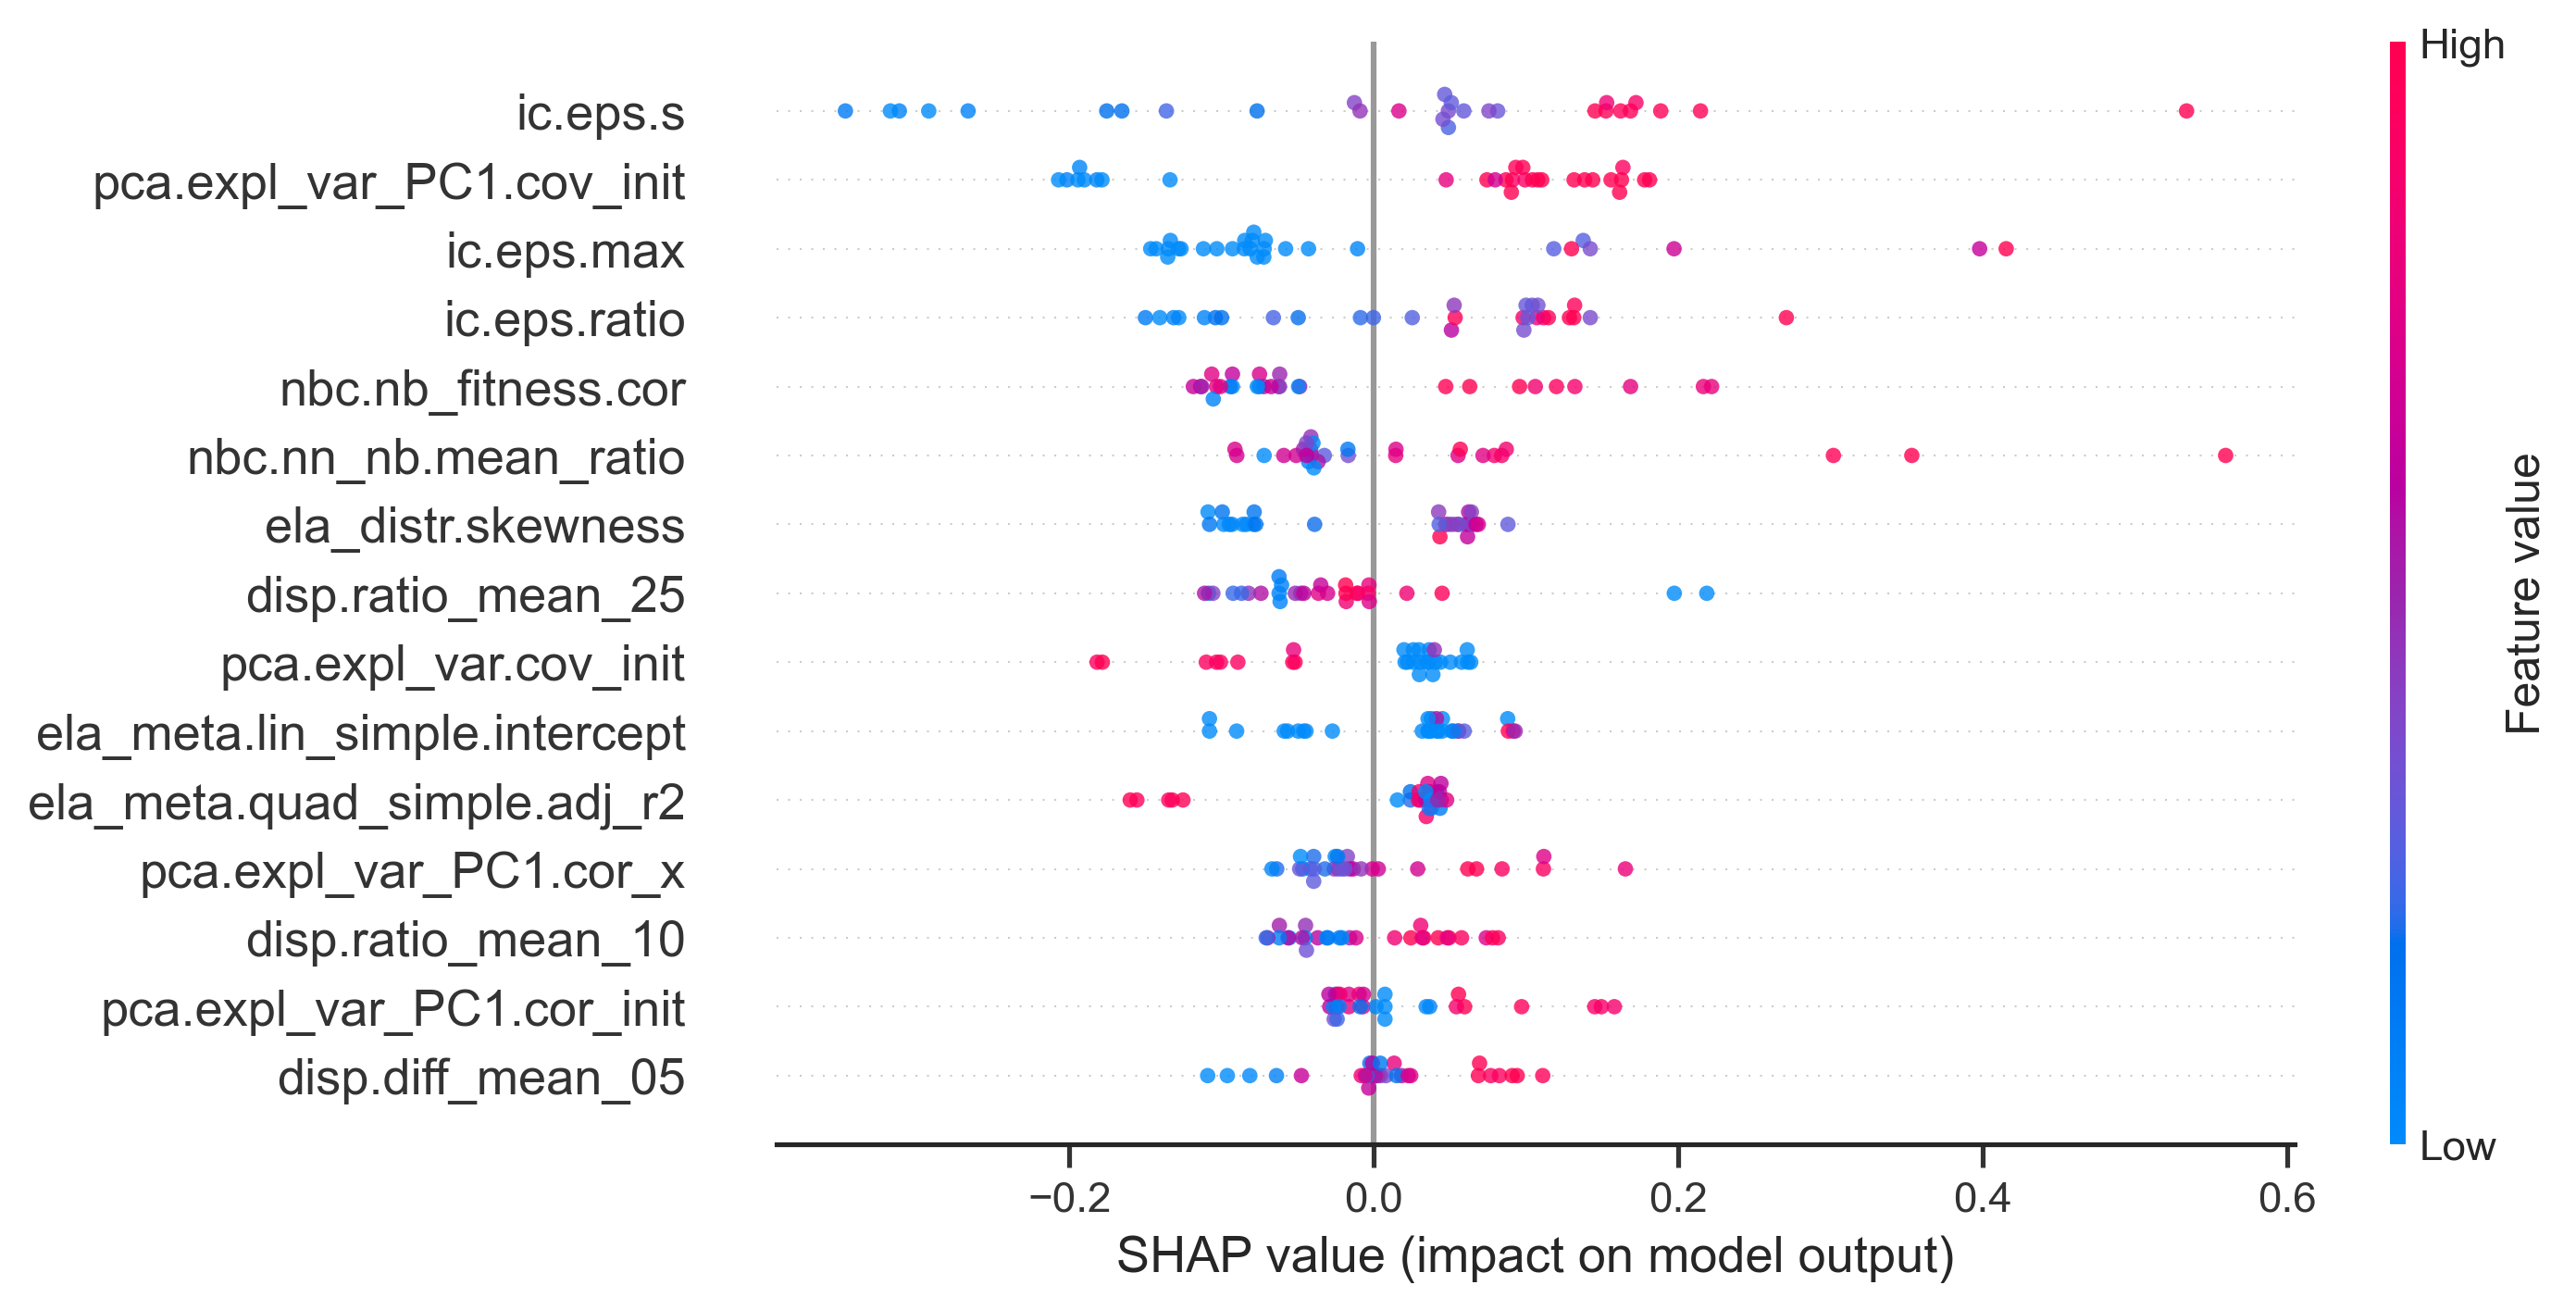 High
ic.eps.s
pca.expl_var_PC1.cov_init
ic.eps.max
ic.eps.ratio
nbc.nb_fitness.cor
nbc.nn_nb.mean_ratio
ela_distr.skewness
disp.ratio_mean_25
pca.expl_var.cov_init
ela_meta.lin_simple.intercept
ela_meta.quad_simple.adj_r2
pca.expl_var_PC1.cor_x
disp.ratio_mean_10
pca.expl_var_PC1.cor_init
disp.diff_mean_05
Feature value
Low
−0.2 0.0 0.2 0.4 0.6
SHAP value (impact on model output)